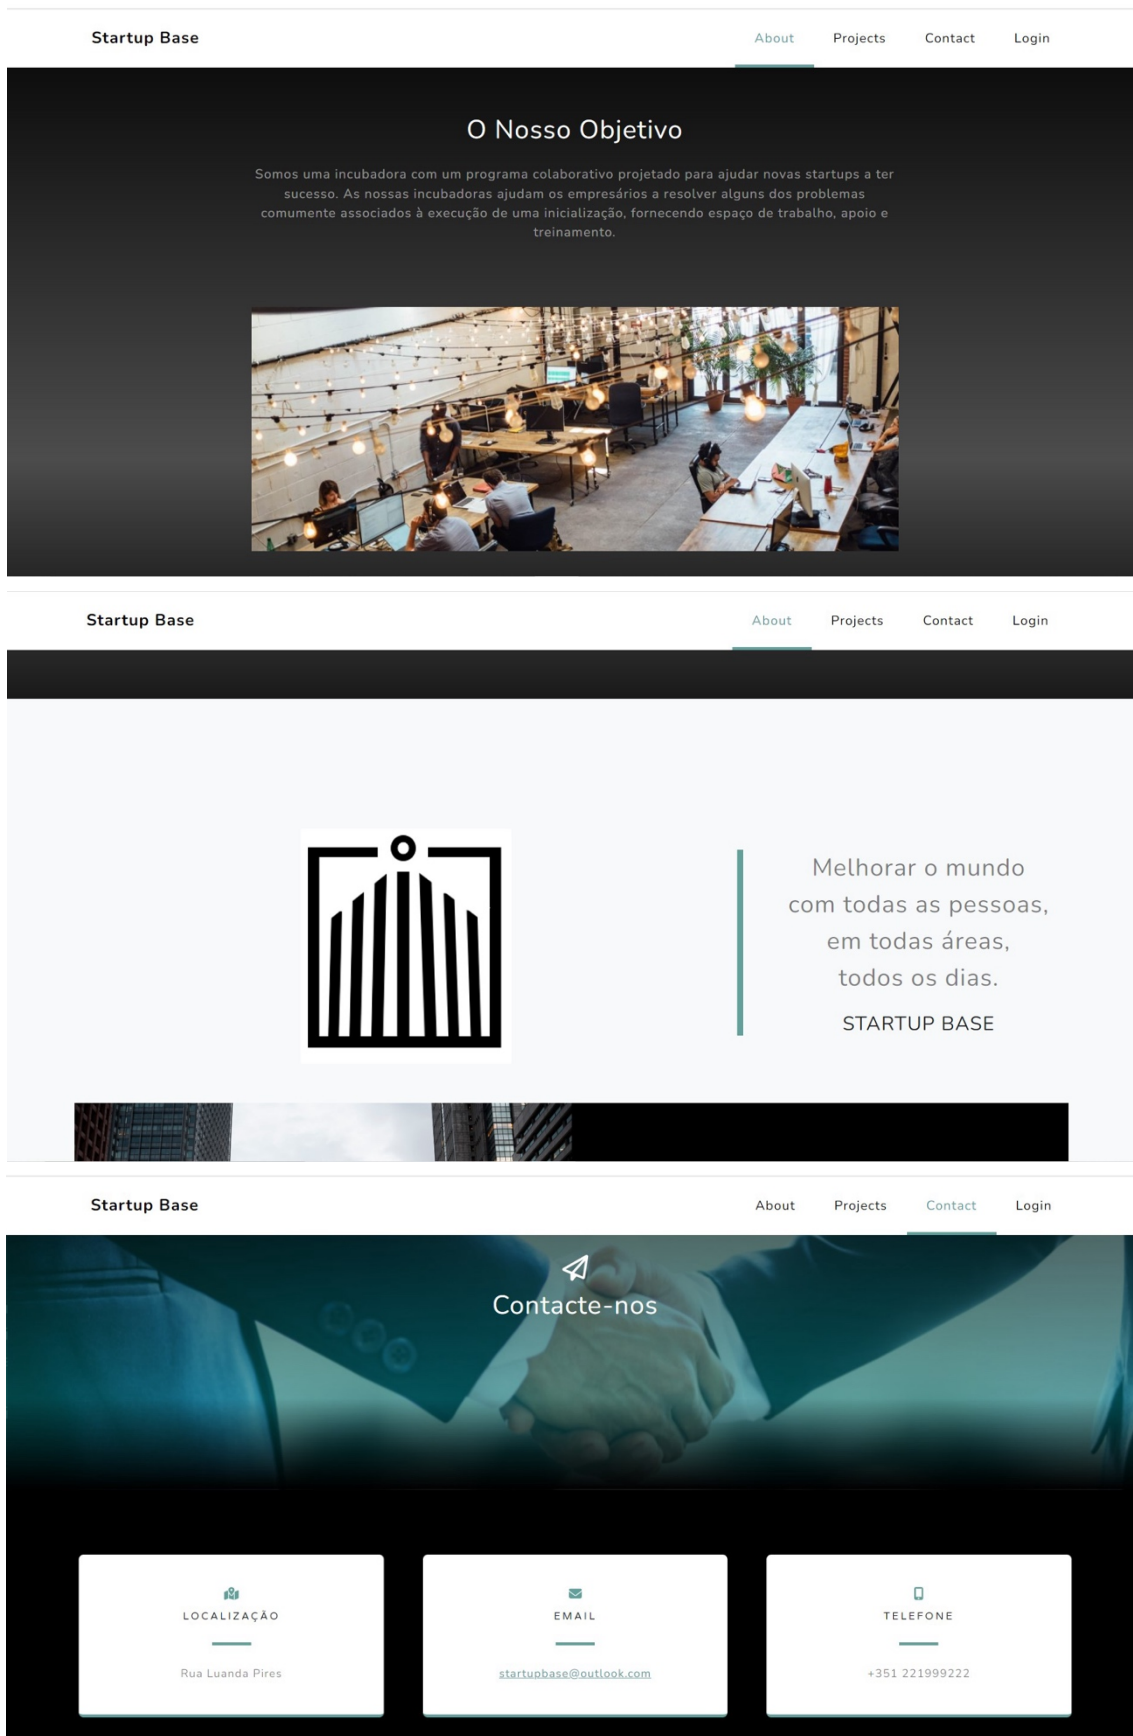 Startup Base
About Projects Contact Login
O Nosso Objetivo
Somos uma incubadora com um programa colaborativo projetado para ajudar novas startups a ter
sucesso. As nossas incubadoras ajudam os empresários a resolver alguns dos problemas
comumente associados à execução de uma inicialização, fornecendo espaço de trabalho, apoio e
treinamento.
Startup Base
About Projects Contact Login
Melhorar o mundo
com todas as pessoas,
em todas áreas,
todos os dias.
STARTUP BASE
Startup Base
About Projects Contact Login
Contacte-nos
LOCALIZAÇÃO
Rua Luanda Pires
EMAIL
startupbase@outlook.com
TELEFONE
+351 221999222